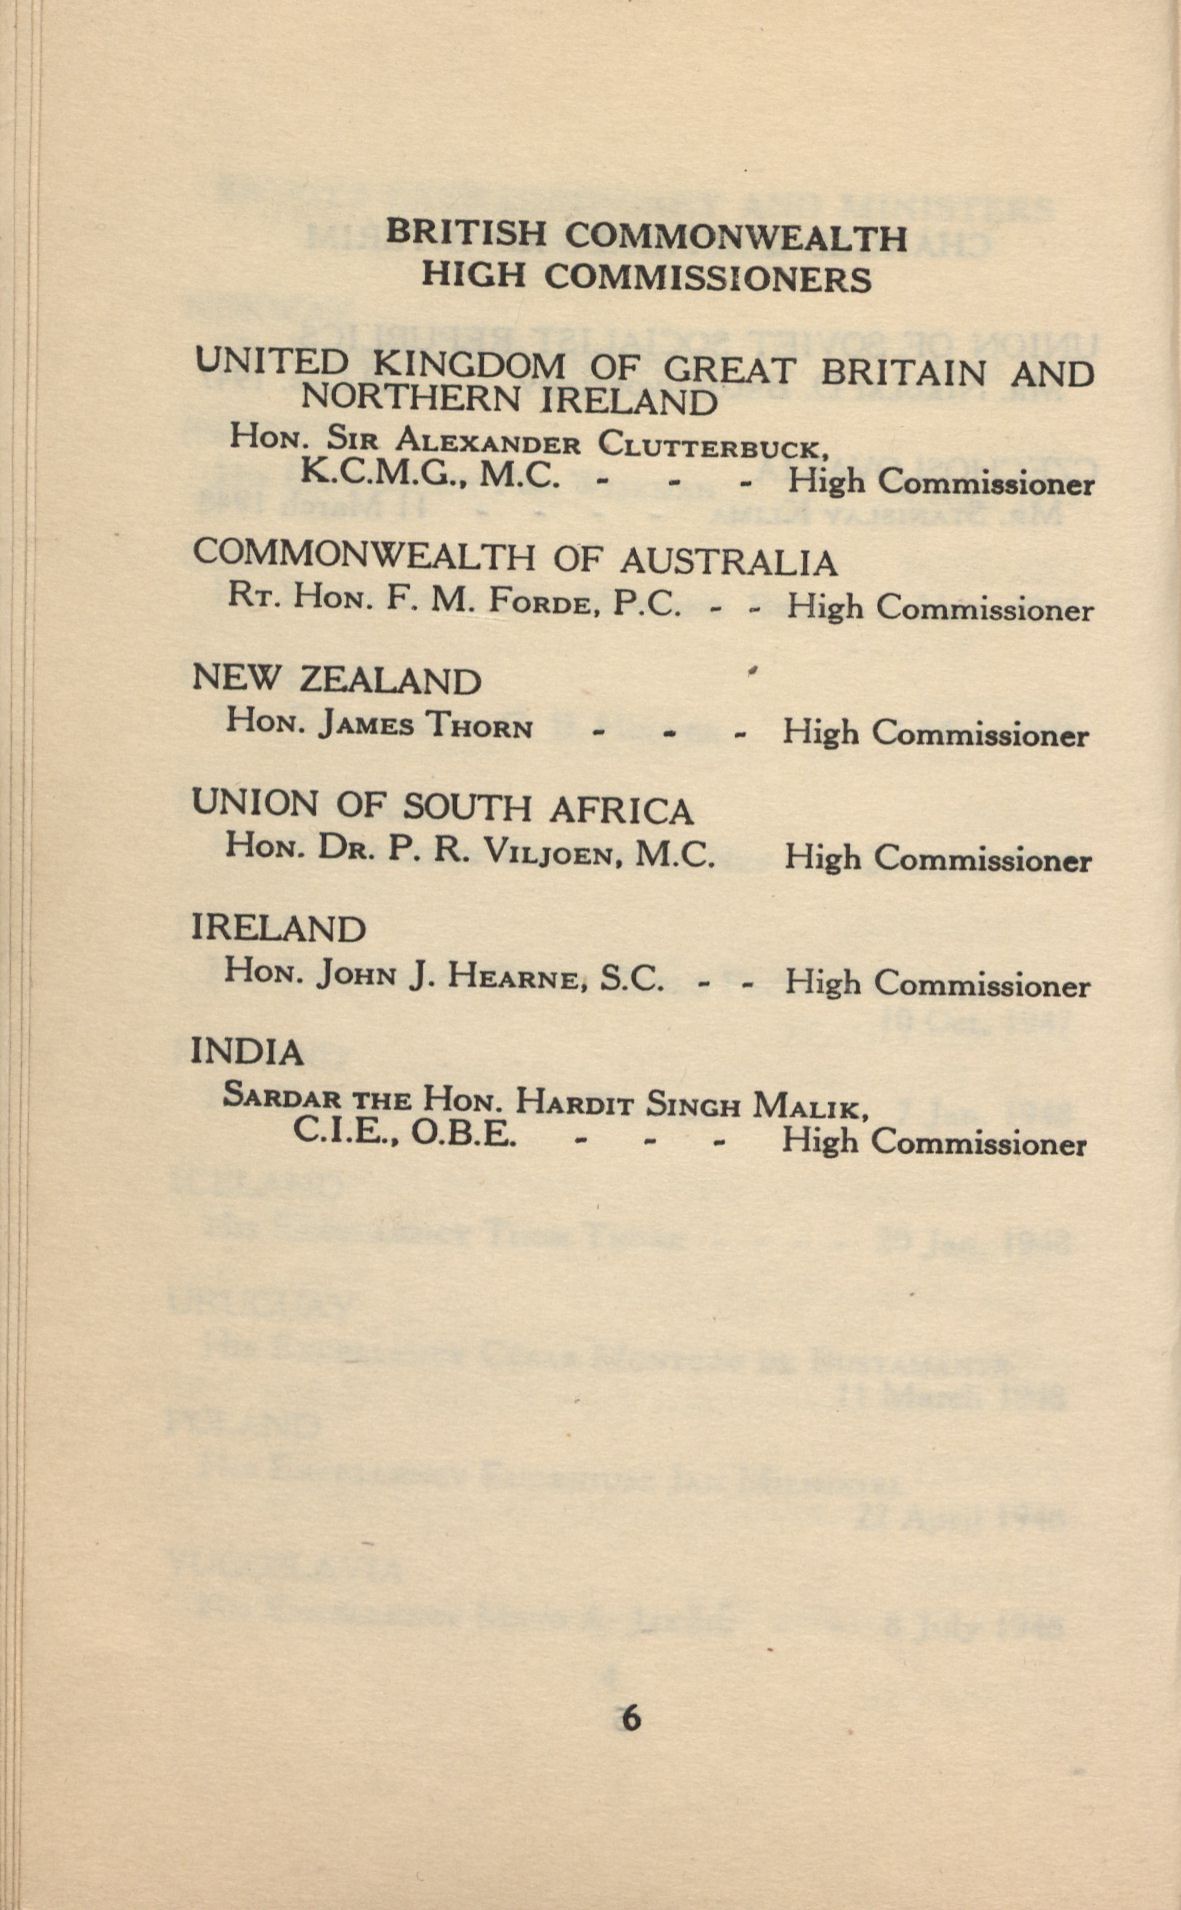 BRITISH COMMONWEALTH
HIGH COMMISSIONERS
UNITED KINGDOM OF GREAT BRITAIN AND
NORTHERN IRELAND
HON. SIR ALEXANDER CLUTTERBUCK,
K.C.M.G., M.C. - - - High Commissioner
COMMONWEALTH OF AUSTRALIA
RT. HON. F. M. FORDE, P.C. - - High Commissioner
NEW ZEALAND
HON. JAMES THORN - - - High Commissioner
UNION OF SOUTH AFRICA
HON. DR. P. R. VILJOEN, M.C. High Commissioner
IRELAND
HON. JOHN J. HEARNE, S.C. - - High Commissioner
INDIA
SARDAR THE HON. HARDIT SINGH MALIK,
C.I.E., O.B.E. - - - High Commissioner
6